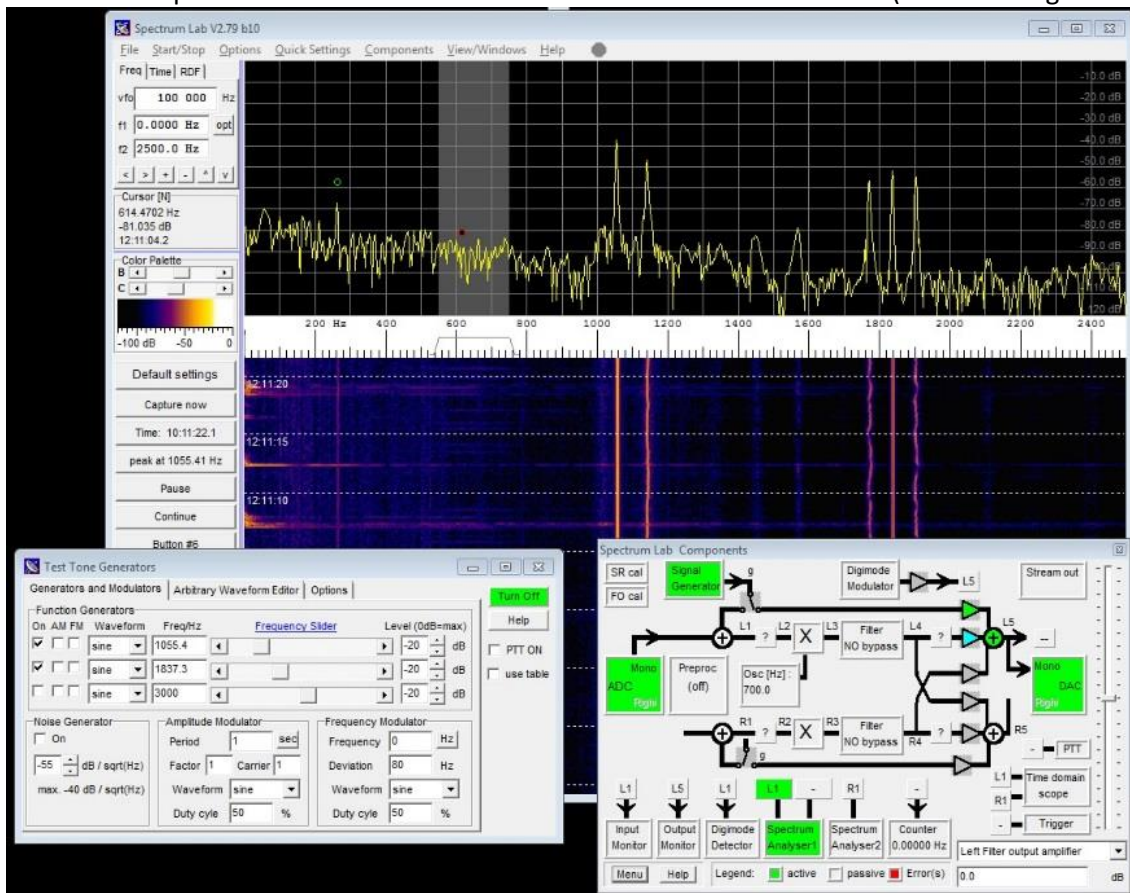 Spectrum Lab V2.79 b10
File Start/Stop Options Quick Settings Components View/Windows Help
Freq Time RDF
vfo 100 000 Hz
f1 0.0000 Hz opt
f2 2500.0 Hz
< > + - ^ v
Cursor [N]
614.4702 Hz
-81.035 dB
12:11:04.2
Color Palette
B
C
-100 dB -50 0
Default settings
Capture now
Time: 10:11:22.1
peak at 1055.41 Hz
Pause
Continue
Button #6
-10.0 dB
-20.0 dB
-30.0 dB
-40.0 dB
-50.0 dB
-60.0 dB
-70.0 dB
-80.0 dB
-90.0 dB
200 Hz 400 600 800 1000 1200 1400 1600 1800 2000 2200 2400
12:11:20
12:11:15
12:11:10
Test Tone Generators
Generators and Modulators Arbitrary Waveform Editor Options
Turn Off
Help
PTT ON
use table
Function Generators
On AM FM Waveform Freq/Hz Frequency Slider Level (0dB=max)
sine 1055.4 -20 dB
sine 1837.3 -20 dB
sine 3000 -20 dB
Noise Generator
On
-55 dB / sqrt(Hz)
max. -40 dB / sqrt(Hz)
Amplitude Modulator
Period 1 sec
Factor 1 Carrier 1
Waveform sine
Duty cyle 50 %
Frequency Modulator
Frequency 0 Hz
Deviation 80 Hz
Waveform sine
Duty cyle 50 %
Spectrum Lab Components
SR cal
FO cal
Signal Generator
g
Digimode Modulator
L5
Stream out
L1 ? L2 X L3 Filter NO bypass L4 ? L5 --
Mono ADC Right
Preproc (off)
Osc [Hz] : 700.0
Mono DAC Right
R1 ? R2 X R3 Filter NO bypass R4 ? R5
g
- PTT
L1 R1 Time domain scope
- Trigger
L1 L5 L1 L1 - R1 -
Input Monitor
Output Monitor
Digimode Detector
Spectrum Analyser1
Spectrum Analyser2
Counter 0.00000 Hz
Left Filter output amplifier
Menu Help Legend: active passive Error(s) 0.0 dB